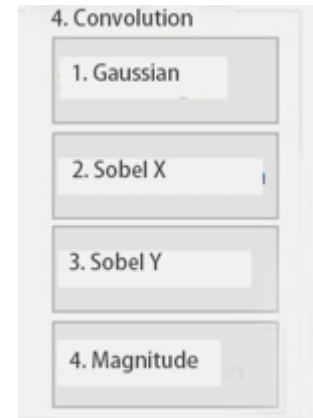 4. Convolution
1. Gaussian
2. Sobel X
3. Sobel Y
4. Magnitude